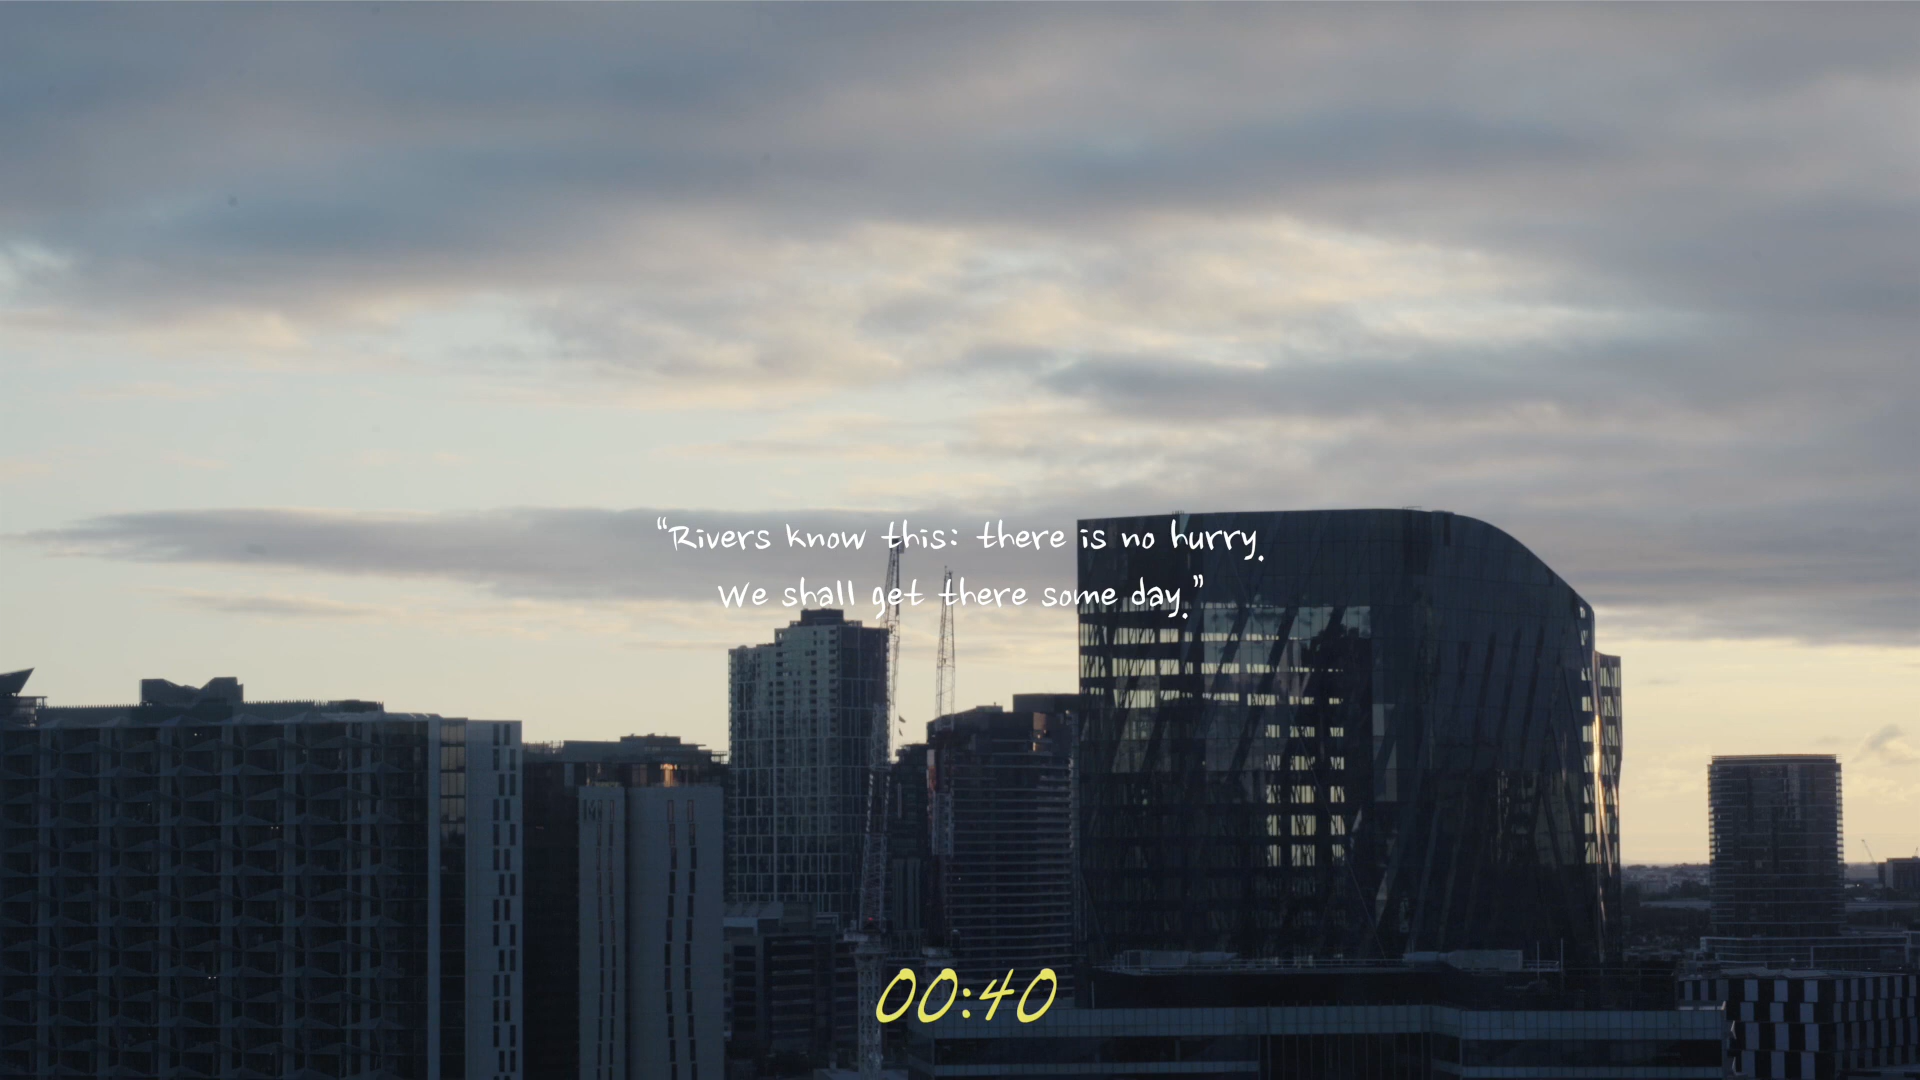 “Rivers know this: there is no hurry.
We shall get there some day.”
00:40